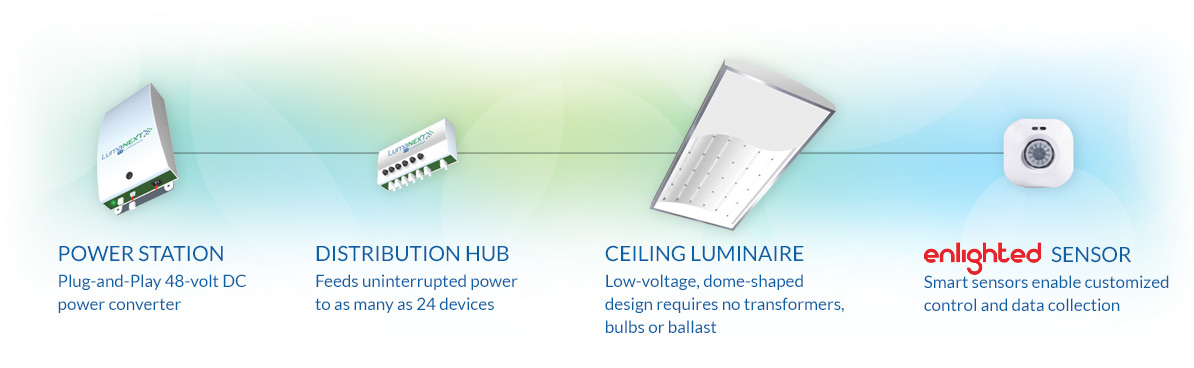 LumaNEXT
LumaNEXT
POWER STATION
Plug-and-Play 48-volt DC
power converter
DISTRIBUTION HUB
Feeds uninterrupted power
to as many as 24 devices
CEILING LUMINAIRE
Low-voltage, dome-shaped
design requires no transformers,
bulbs or ballast
enlighted SENSOR
Smart sensors enable customized
control and data collection